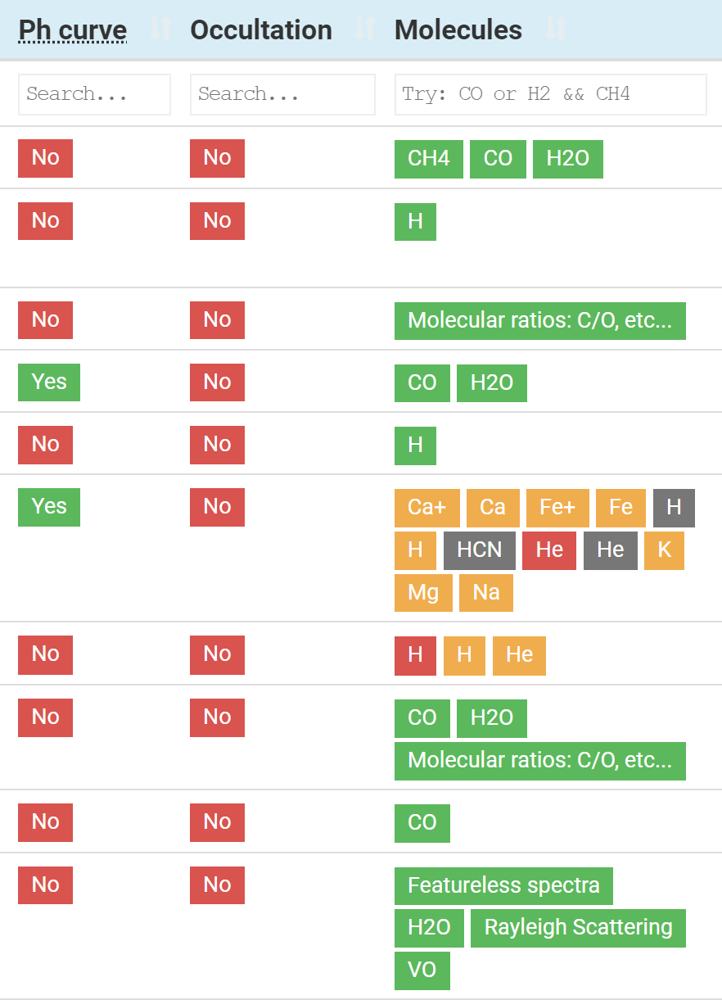 Ph curve Occultation Molecules
Search... Search... Try: CO or H2 && CH4
No No CH4 CO H2O
No No H
No No Molecular ratios: C/O, etc...
Yes No CO H2O
No No H
Yes No Ca+ Ca Fe+ Fe H
H HCN He He K
Mg Na
No No H H He
No No CO H2O
Molecular ratios: C/O, etc...
No No CO
No No Featureless spectra
H2O Rayleigh Scattering
VO